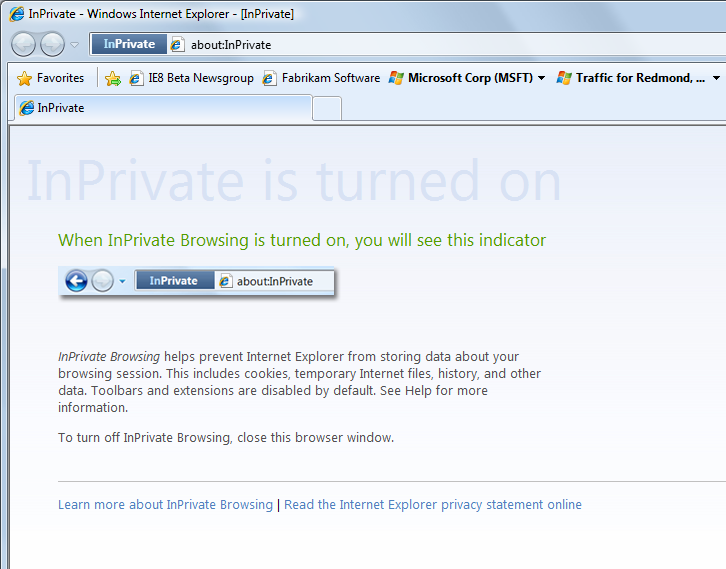 InPrivate - Windows Internet Explorer - [InPrivate]
InPrivate about:InPrivate
Favorites IE8 Beta Newsgroup Fabrikam Software Microsoft Corp (MSFT) Traffic for Redmond, ...
InPrivate
InPrivate is turned on
When InPrivate Browsing is turned on, you will see this indicator
InPrivate about:InPrivate
InPrivate Browsing helps prevent Internet Explorer from storing data about your
browsing session. This includes cookies, temporary Internet files, history, and other
data. Toolbars and extensions are disabled by default. See Help for more
information.
To turn off InPrivate Browsing, close this browser window.
Learn more about InPrivate Browsing | Read the Internet Explorer privacy statement online